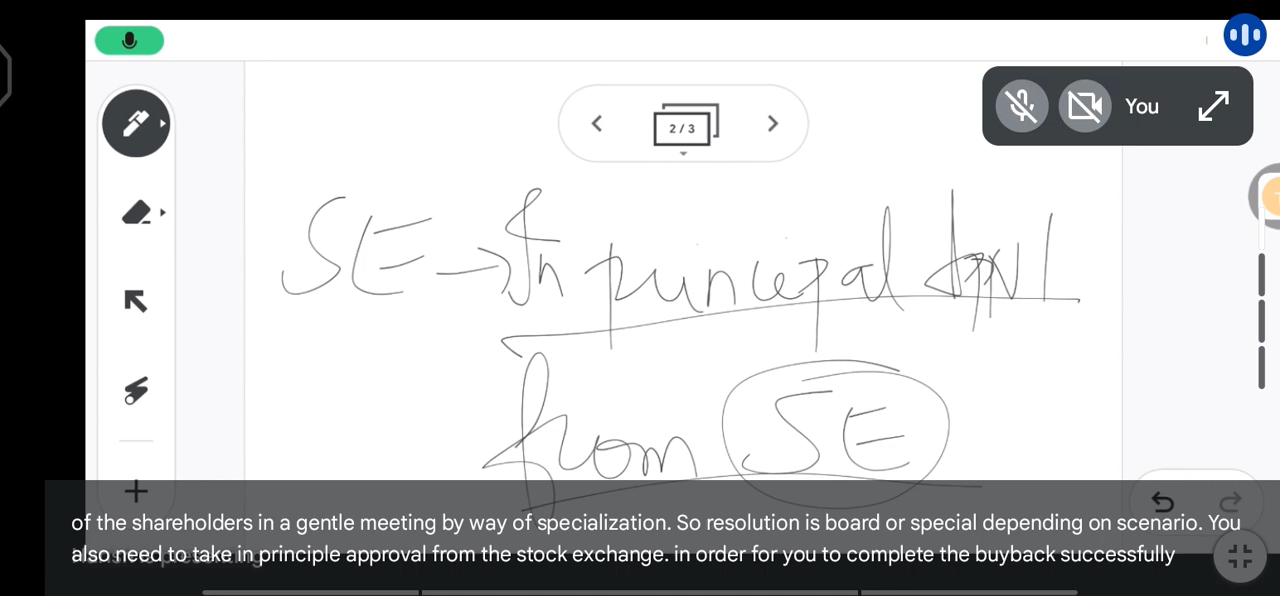 You
2 / 3
SE → In principal appvl
from SE
of the shareholders in a gentle meeting by way of specialization. So resolution is board or special depending on scenario. You
also need to take in principle approval from the stock exchange. in order for you to complete the buyback successfully